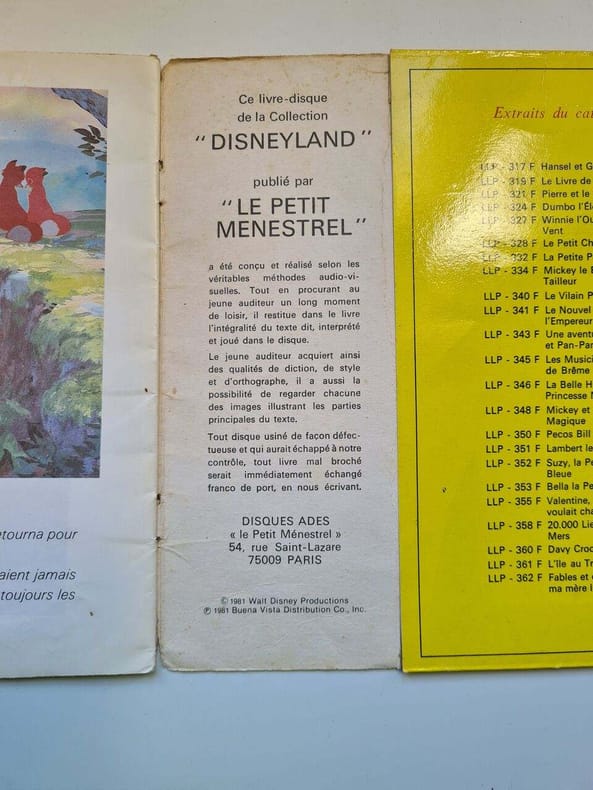 etourna pour
aient jamais
toujours les
Ce livre-disque
de la Collection
" DISNEYLAND "
publié par
" LE PETIT
MENESTREL "
a été conçu et réalisé selon les
véritables méthodes audio-vi-
suelles. Tout en procurant au
jeune auditeur un long moment
de loisir, il restitue dans le livre
l'intégralité du texte dit, interprété
et joué dans le disque.
Le jeune auditeur acquiert ainsi
des qualités de diction, de style
et d'orthographe, il a aussi la
possibilité de regarder chacune
des images illustrant les parties
principales du texte.
Tout disque usiné de façon défec-
tueuse et qui aurait échappé à notre
contrôle, tout livre mal broché
serait immédiatement échangé
franco de port, en nous écrivant.
DISQUES ADES
« le Petit Ménestrel »
54, rue Saint-Lazare
75009 PARIS
© 1981 Walt Disney Productions
℗ 1981 Buena Vista Distribution Co., Inc.
Extraits du cat
LLP - 317 F Hansel et G
LLP - 319 F Le Livre de
LLP - 321 F Pierre et le
LLP - 324 F Dumbo l'Élé
LLP - 327 F Winnie l'Ou
Vent
LLP - 328 F Le Petit Ch
LLP - 332 F La Petite P
LLP - 334 F Mickey le B
Tailleur
LLP - 340 F Le Vilain P
LLP - 341 F Le Nouvel
l'Empereur
LLP - 343 F Une aventu
et Pan-Pan
LLP - 345 F Les Musici
de Brême
LLP - 346 F La Belle H
Princesse M
LLP - 348 F Mickey et
Magique
LLP - 350 F Pecos Bill
LLP - 351 F Lambert le
LLP - 352 F Suzy, la Pe
Bleue
LLP - 353 F Bella la Pe
LLP - 355 F Valentine,
voulait cha
LLP - 358 F 20.000 Lie
Mers
LLP - 360 F Davy Croc
LLP - 361 F L'Ile au Tr
LLP - 362 F Fables et
ma mère l